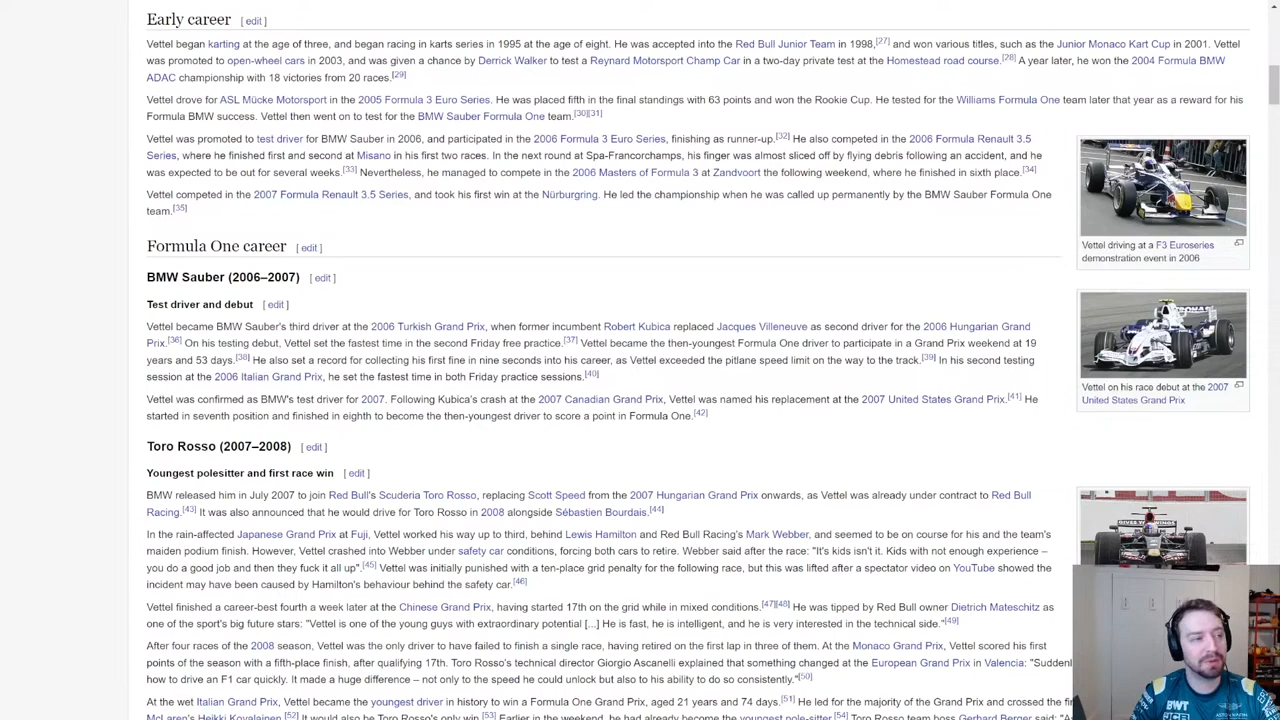 Early career [ edit ]
Vettel began karting at the age of three, and began racing in karts series in 1995 at the age of eight. He was accepted into the Red Bull Junior Team in 1998,[27] and won various titles, such as the Junior Monaco Kart Cup in 2001. Vettel
was promoted to open-wheel cars in 2003, and was given a chance by Derrick Walker to test a Reynard Motorsport Champ Car in a two-day private test at the Homestead road course.[28] A year later, he won the 2004 Formula BMW
ADAC championship with 18 victories from 20 races.[29]
Vettel drove for ASL Mücke Motorsport in the 2005 Formula 3 Euro Series. He was placed fifth in the final standings with 63 points and won the Rookie Cup. He tested for the Williams Formula One team later that year as a reward for his
Formula BMW success. Vettel then went on to test for the BMW Sauber Formula One team.[30][31]
Vettel was promoted to test driver for BMW Sauber in 2006, and participated in the 2006 Formula 3 Euro Series, finishing as runner-up.[32] He also competed in the 2006 Formula Renault 3.5
Series, where he finished first and second at Misano in his first two races. In the next round at Spa-Francorchamps, his finger was almost sliced off by flying debris following an accident, and he
was expected to be out for several weeks.[33] Nevertheless, he managed to compete in the 2006 Masters of Formula 3 at Zandvoort the following weekend, where he finished in sixth place.[34]
Vettel competed in the 2007 Formula Renault 3.5 Series, and took his first win at the Nürburgring. He led the championship when he was called up permanently by the BMW Sauber Formula One
team.[35]
Vettel driving at a F3 Euroseries
demonstration event in 2006
Formula One career [ edit ]
BMW Sauber (2006–2007) [ edit ]
Test driver and debut [ edit ]
Vettel became BMW Sauber's third driver at the 2006 Turkish Grand Prix, when former incumbent Robert Kubica replaced Jacques Villeneuve as second driver for the 2006 Hungarian Grand
Prix.[36] On his testing debut, Vettel set the fastest time in the second Friday free practice.[37] Vettel became the then-youngest Formula One driver to participate in a Grand Prix weekend at 19
years and 53 days.[38] He also set a record for collecting his first fine in nine seconds into his career, as Vettel exceeded the pitlane speed limit on the way to the track.[39] In his second testing
session at the 2006 Italian Grand Prix, he set the fastest time in both Friday practice sessions.[40]
Vettel was confirmed as BMW's test driver for 2007. Following Kubica's crash at the 2007 Canadian Grand Prix, Vettel was named his replacement at the 2007 United States Grand Prix.[41] He
started in seventh position and finished in eighth to become the then-youngest driver to score a point in Formula One.[42]
Vettel on his race debut at the 2007
United States Grand Prix
Toro Rosso (2007–2008) [ edit ]
Youngest polesitter and first race win [ edit ]
BMW released him in July 2007 to join Red Bull's Scuderia Toro Rosso, replacing Scott Speed from the 2007 Hungarian Grand Prix onwards, as Vettel was already under contract to Red Bull
Racing.[43] It was also announced that he would drive for Toro Rosso in 2008 alongside Sébastien Bourdais.[44]
In the rain-affected Japanese Grand Prix at Fuji, Vettel worked his way up to third, behind Lewis Hamilton and Red Bull Racing's Mark Webber, and seemed to be on course for his and the team's
maiden podium finish. However, Vettel crashed into Webber under safety car conditions, forcing both cars to retire. Webber said after the race: "It's kids isn't it. Kids with not enough experience –
you do a good job and then they fuck it all up".[45] Vettel was initially punished with a ten-place grid penalty for the following race, but this was lifted after a spectator video on YouTube showed the
incident may have been caused by Hamilton's behaviour behind the safety car.[46]
Vettel finished a career-best fourth a week later at the Chinese Grand Prix, having started 17th on the grid while in mixed conditions.[47][48] He was tipped by Red Bull owner Dietrich Mateschitz as
one of the sport's big future stars: "Vettel is one of the young guys with extraordinary potential [...] He is fast, he is intelligent, and he is very interested in the technical side."[49]
After four races of the 2008 season, Vettel was the only driver to have failed to finish a single race, having retired on the first lap in three of them. At the Monaco Grand Prix, Vettel scored his first
points of the season with a fifth-place finish, after qualifying 17th. Toro Rosso's technical director Giorgio Ascanelli explained that something changed at the European Grand Prix in Valencia: "Sudden
how to drive an F1 car quickly. It made a huge difference – not only to the speed he could unlock but also to his ability to do so consistently."[50]
At the wet Italian Grand Prix, Vettel became the youngest driver in history to win a Formula One Grand Prix, aged 21 years and 74 days.[51] He led for the majority of the Grand Prix and crossed the fi
McLaren's Heikki Kovalainen.[52] It would also be Toro Rosso's only win.[53] Earlier in the weekend, he had already become the youngest pole-sitter.[54] Toro Rosso team boss Gerhard Berger said: "As